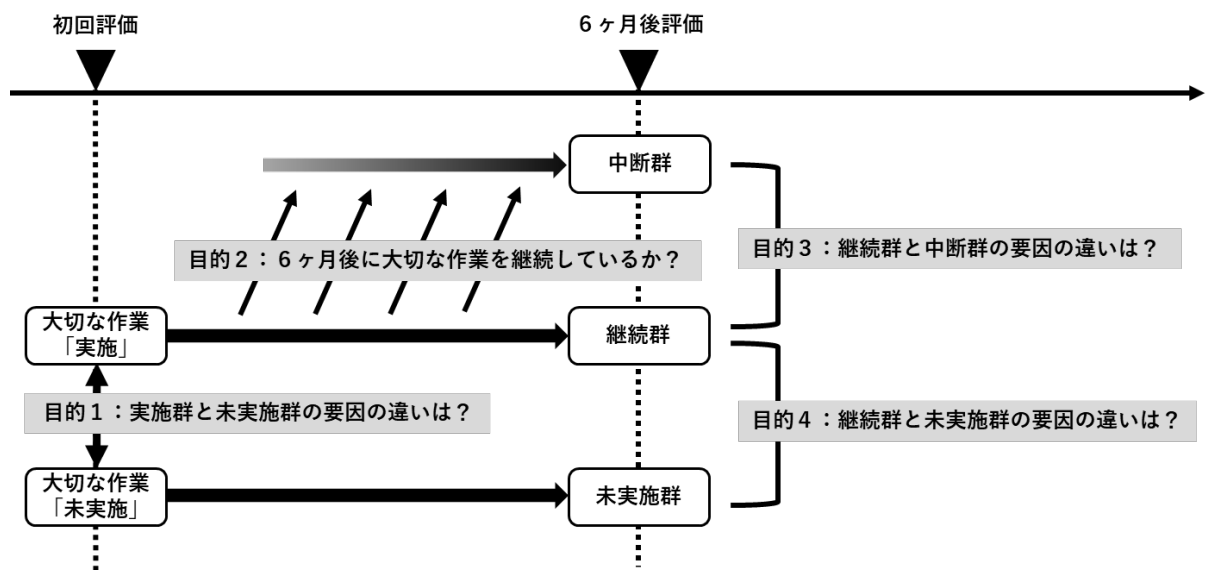 初回評価
６ヶ月後評価
中断群
目的３：継続群と中断群の要因の違いは？
目的２：６ヶ月後に大切な作業を継続しているか？
大切な作業
「実施」
継続群
目的１：実施群と未実施群の要因の違いは？
目的４：継続群と未実施群の要因の違いは？
大切な作業
「未実施」
未実施群